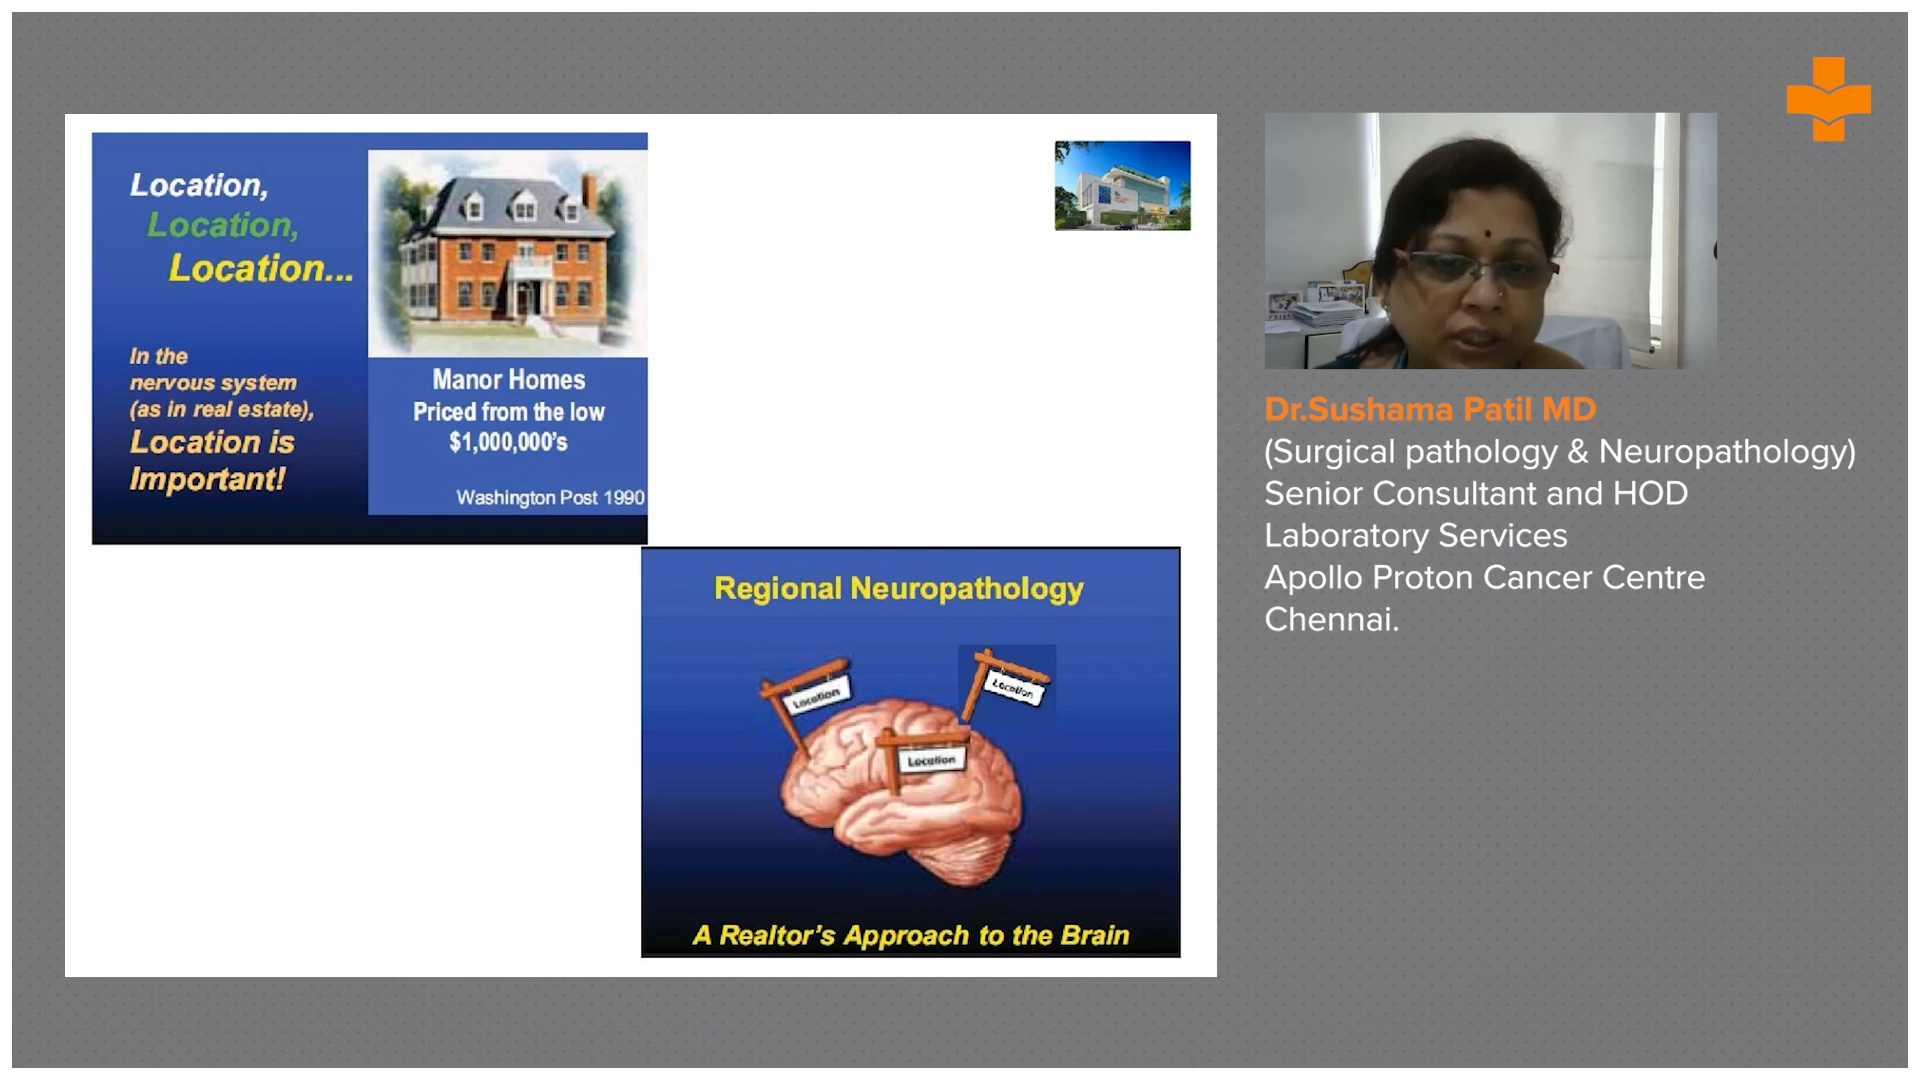 Location,
Location,
Location...
In the
nervous system
(as in real estate),
Location is
Important!
Manor Homes
Priced from the low
$1,000,000's
Washington Post 1990
Regional Neuropathology
Location
Location
Location
A Realtor's Approach to the Brain
Dr.Sushama Patil MD
(Surgical pathology & Neuropathology)
Senior Consultant and HOD
Laboratory Services
Apollo Proton Cancer Centre
Chennai.